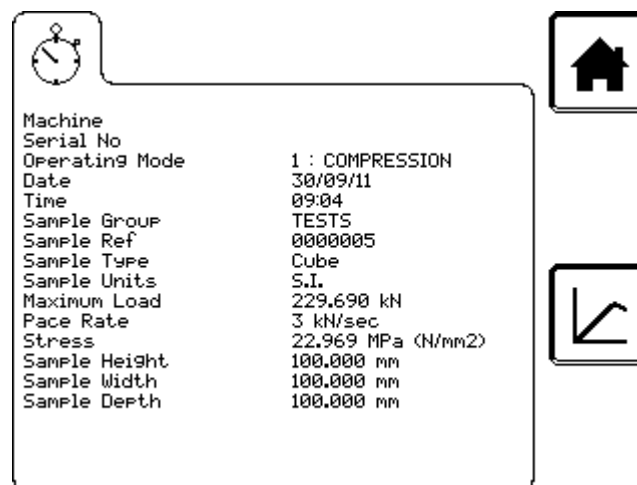 Machine
Serial No
Operating Mode 1 : COMPRESSION
Date 30/09/11
Time 09:04
Sample Group TESTS
Sample Ref 0000005
Sample Type Cube
Sample Units S.I.
Maximum Load 229.690 kN
Pace Rate 3 kN/sec
Stress 22.969 MPa (N/mm2)
Sample Height 100.000 mm
Sample Width 100.000 mm
Sample Depth 100.000 mm